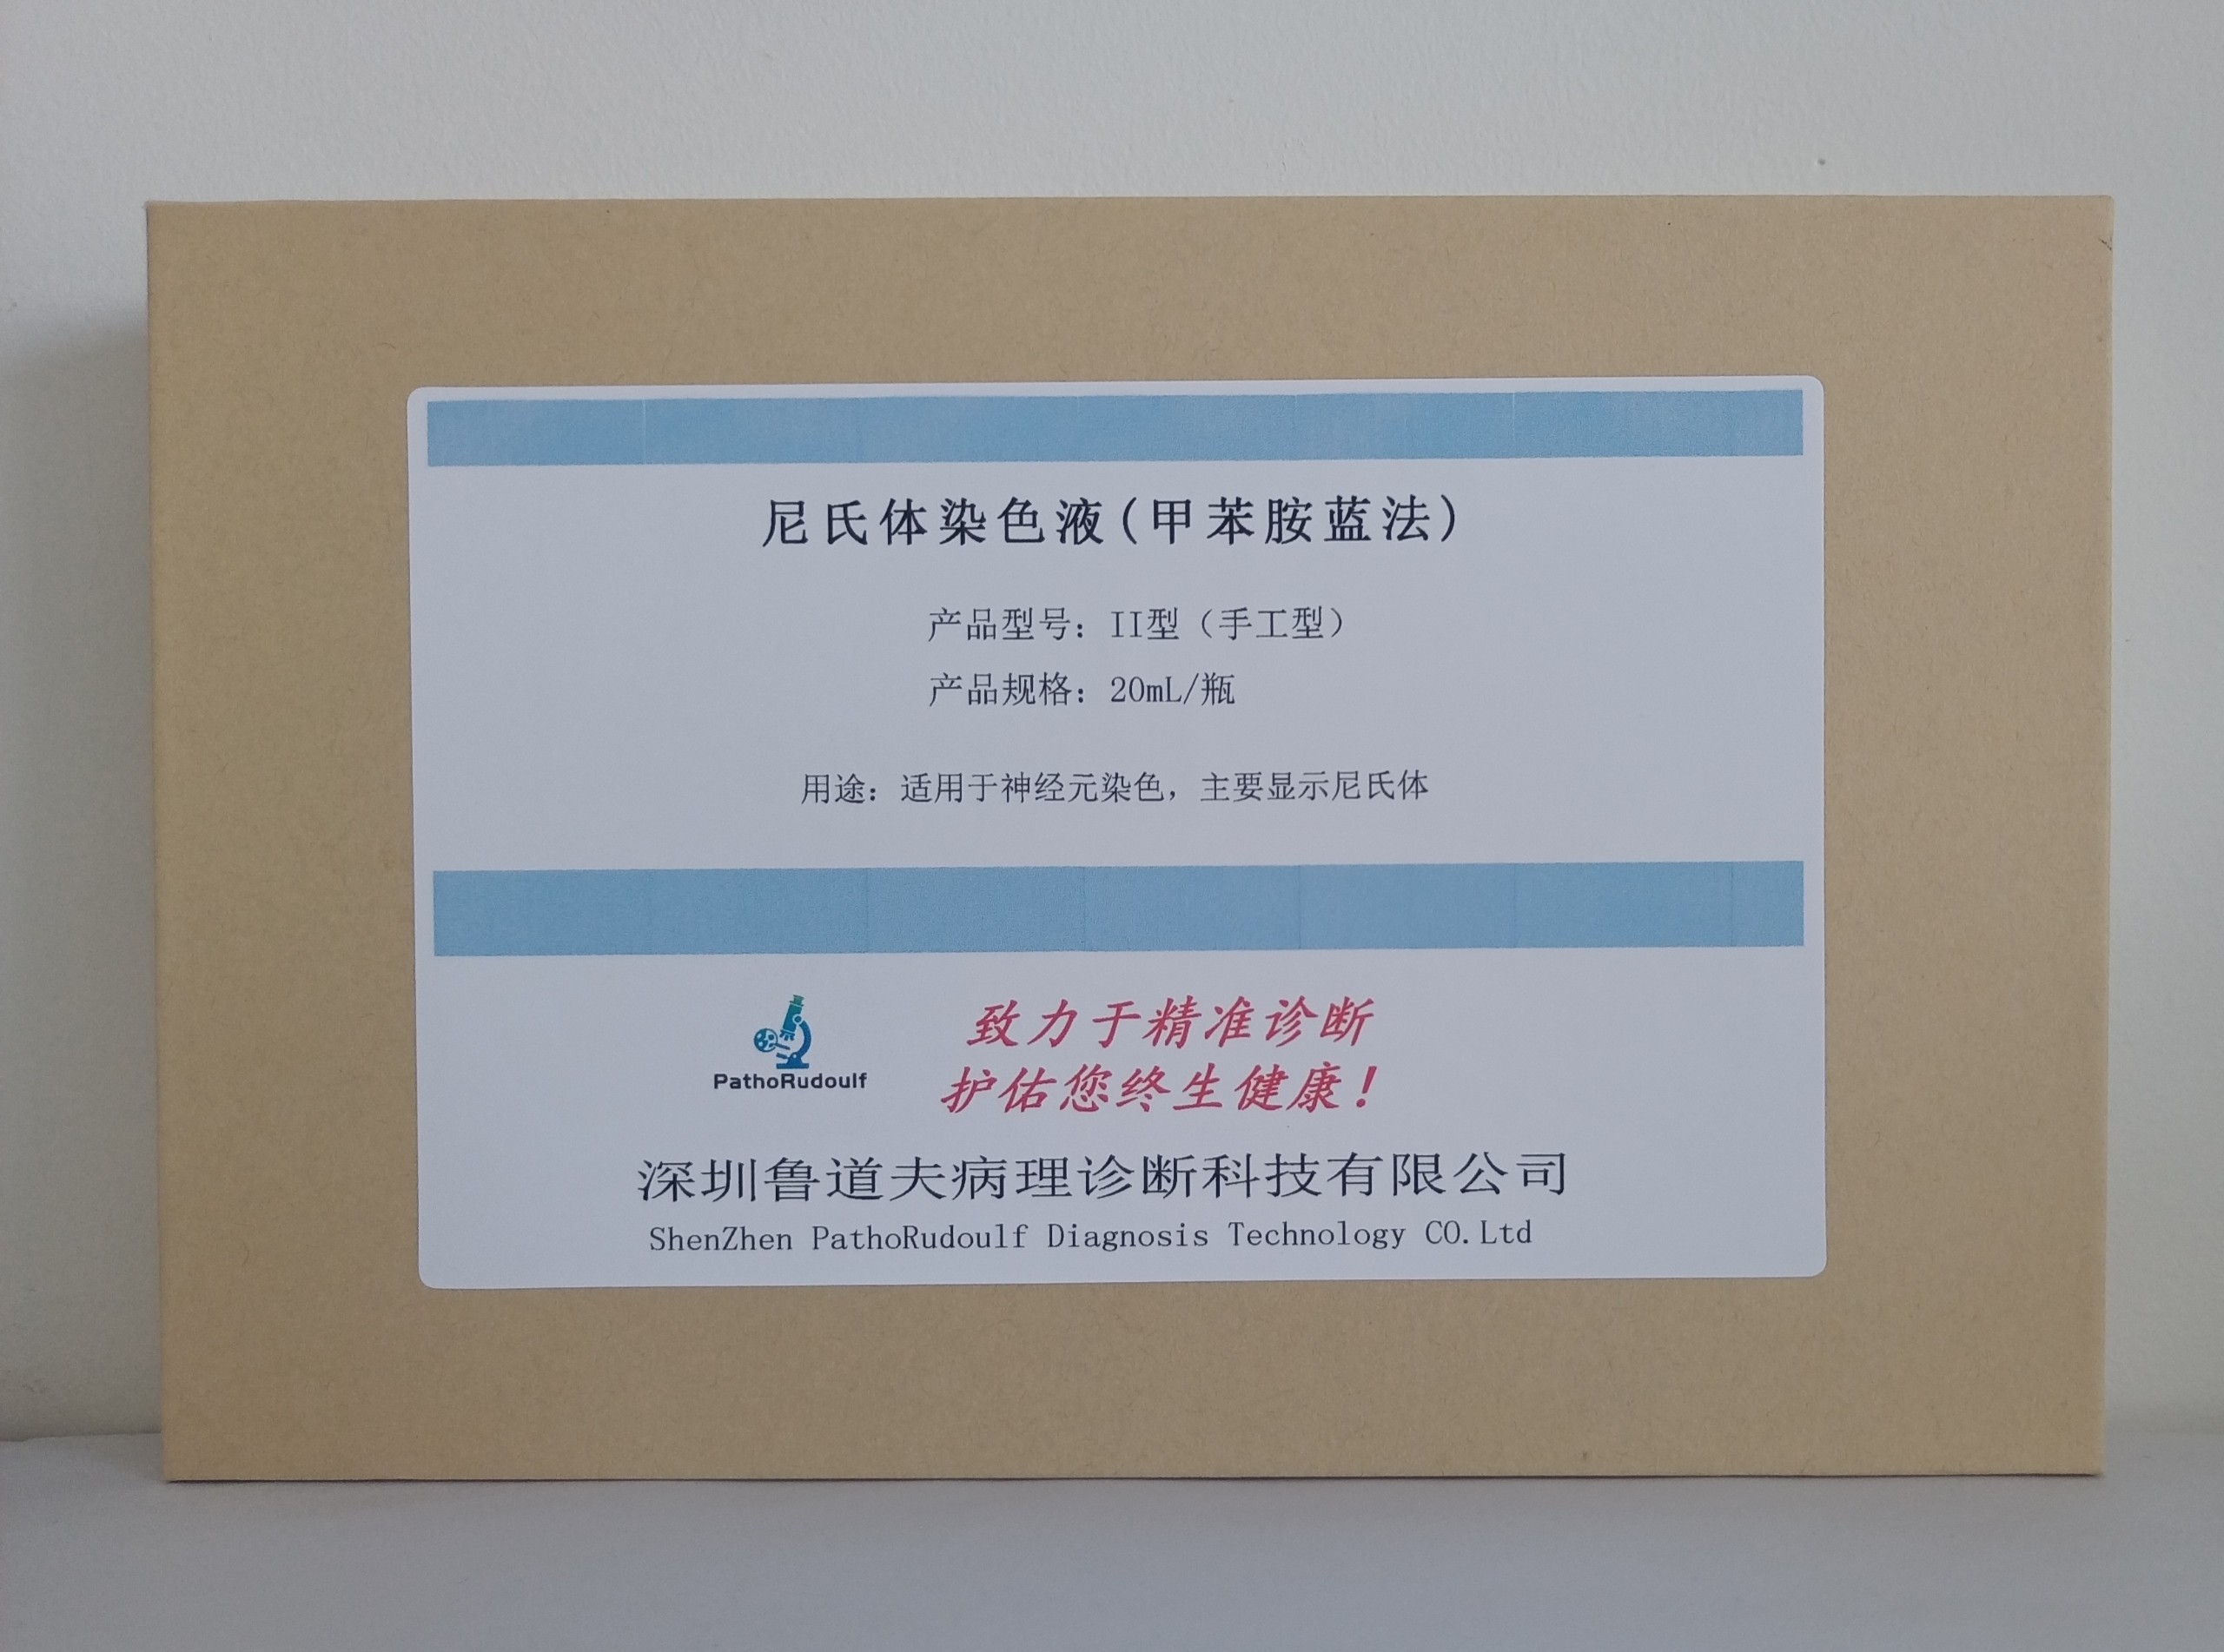 尼氏体染色液(甲苯胺蓝法)
产品型号：II型（手工型）
产品规格：20mL/瓶
用途：适用于神经元染色，主要显示尼氏体
PathoRudoulf
致力于精准诊断
护佑您终生健康！
深圳鲁道夫病理诊断科技有限公司
ShenZhen PathoRudoulf Diagnosis Technology CO.Ltd